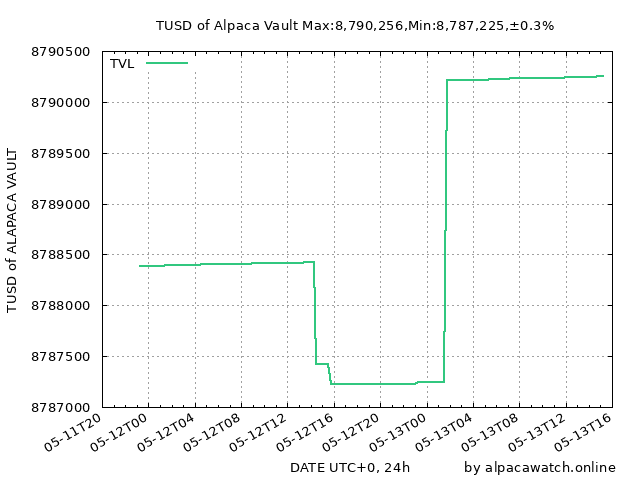 TUSD of Alpaca Vault Max:8,790,256,Min:8,787,225,±0.3%
TVL
8790500
8790000
8789500
8789000
8788500
8788000
8787500
8787000
TUSD of ALAPACA VAULT
05-11T20
05-12T00
05-12T04
05-12T08
05-12T12
05-12T16
05-12T20
05-13T00
05-13T04
05-13T08
05-13T12
05-13T16
DATE UTC+0, 24h
by alpacawatch.online